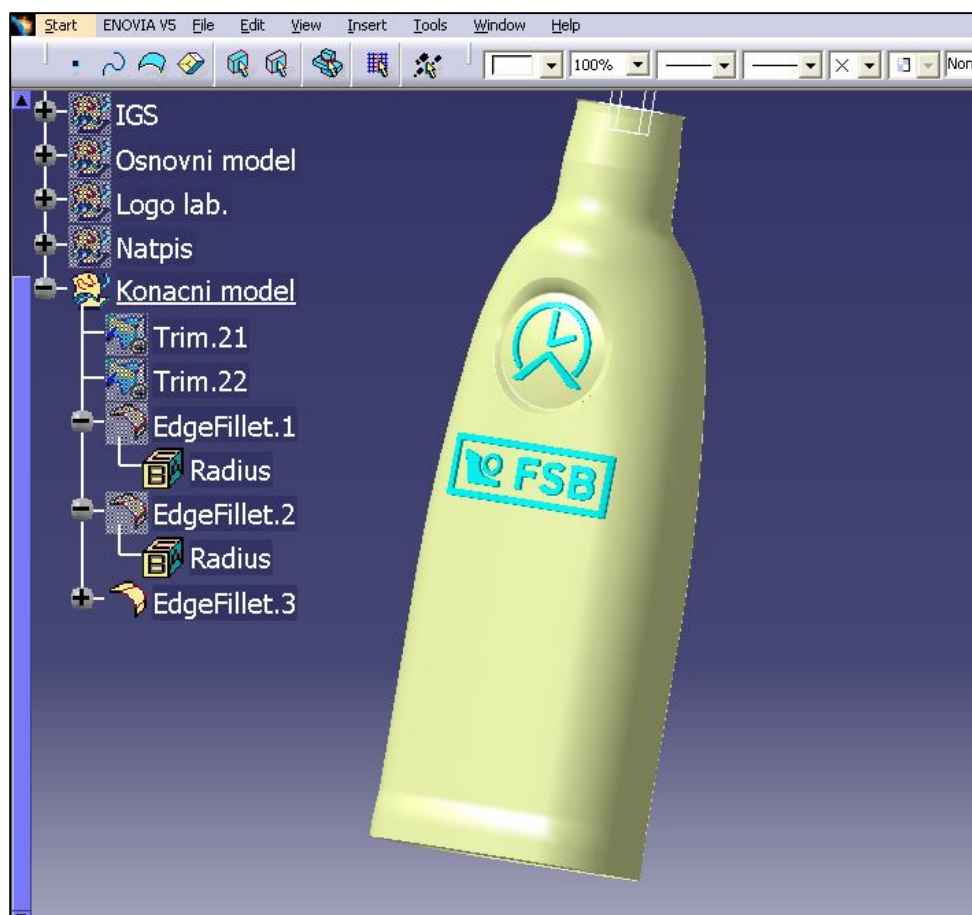 Start ENOVIA V5 File Edit View Insert Tools Window Help
100% Non
IGS
Osnovni model
Logo lab.
Natpis
Konacni model
Trim.21
Trim.22
EdgeFillet.1
Radius
EdgeFillet.2
Radius
EdgeFillet.3
FSB